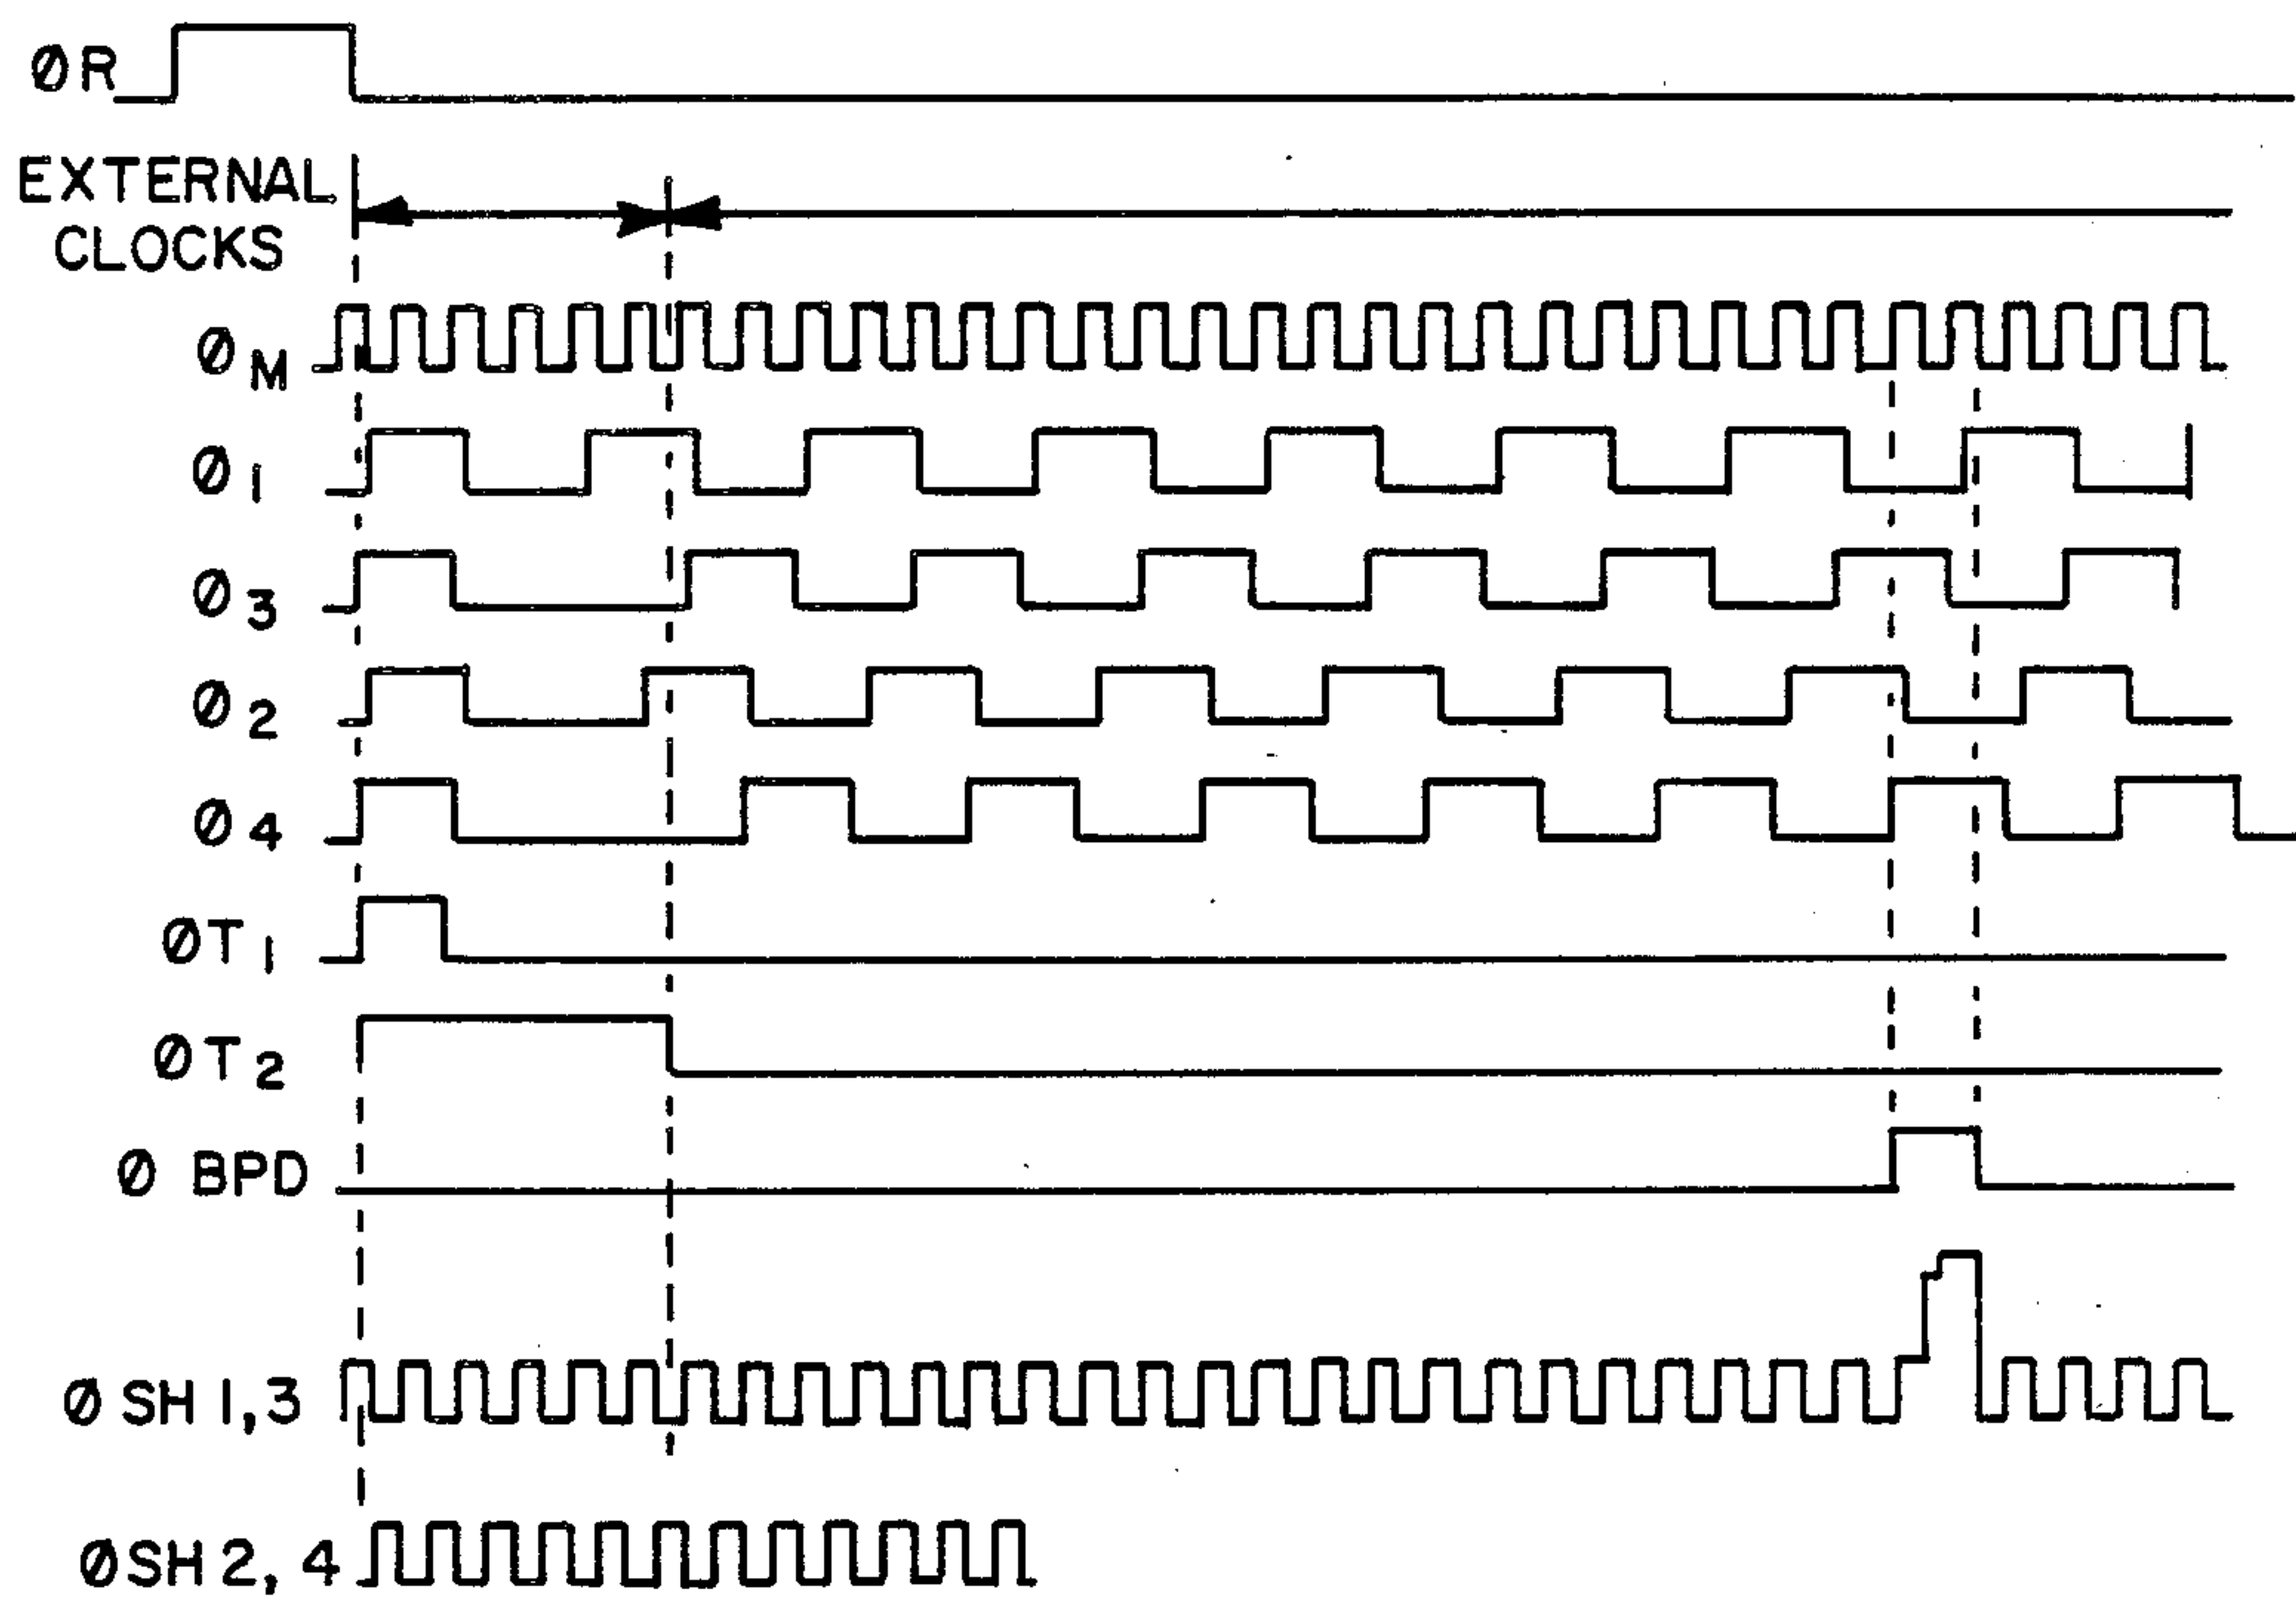 ØR
EXTERNAL
CLOCKS
ØM
Ø1
Ø3
Ø2
Ø4
ØT1
ØT2
Ø BPD
Ø SH 1,3
ØSH 2, 4